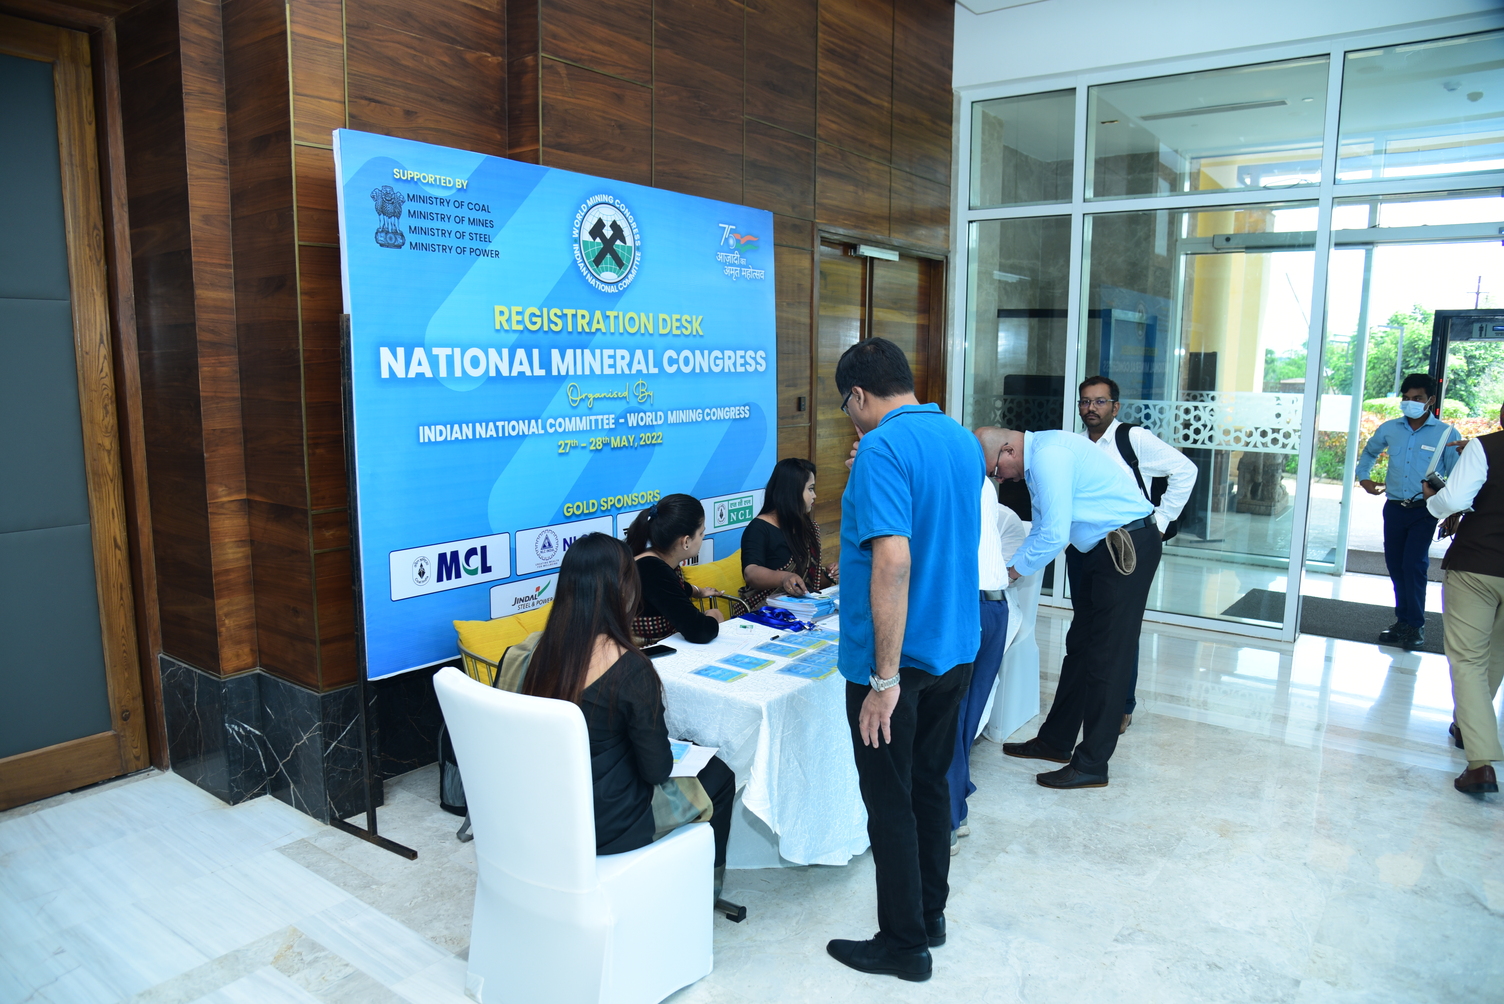 SUPPORTED BY
MINISTRY OF COAL
MINISTRY OF MINES
MINISTRY OF STEEL
MINISTRY OF POWER
WORLD MINING CONGRESS
INDIAN NATIONAL COMMITTEE
75
आज़ादी का
अमृत महोत्सव
REGISTRATION DESK
NATIONAL MINERAL CONGRESS
Organised By
INDIAN NATIONAL COMMITTEE - WORLD MINING CONGRESS
27th - 28th MAY, 2022
GOLD SPONSORS
MCL
NCL
JINDAL
STEEL & POWER